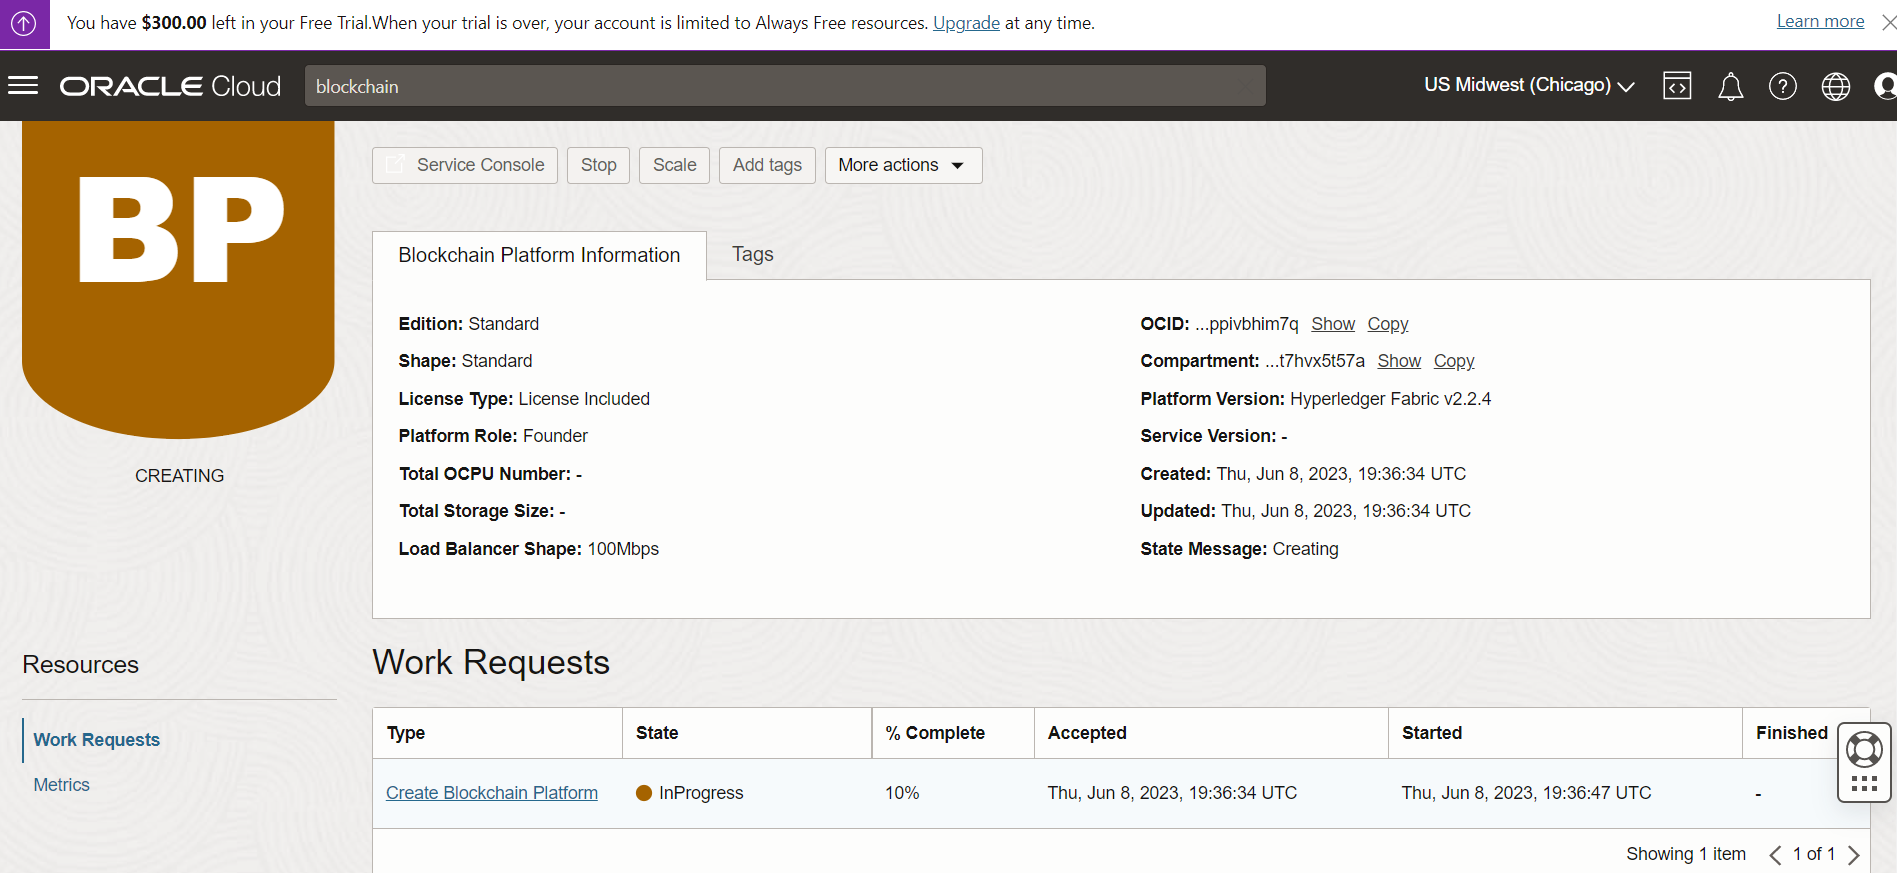 You have $300.00 left in your Free Trial.When your trial is over, your account is limited to Always Free resources. Upgrade at any time.
Learn more
ORACLE Cloud
blockchain
US Midwest (Chicago)
BP
CREATING
Service Console
Stop
Scale
Add tags
More actions
Blockchain Platform Information
Tags
Edition: Standard
Shape: Standard
License Type: License Included
Platform Role: Founder
Total OCPU Number: -
Total Storage Size: -
Load Balancer Shape: 100Mbps
OCID: ...ppivbhim7q Show Copy
Compartment: ...t7hvx5t57a Show Copy
Platform Version: Hyperledger Fabric v2.2.4
Service Version: -
Created: Thu, Jun 8, 2023, 19:36:34 UTC
Updated: Thu, Jun 8, 2023, 19:36:34 UTC
State Message: Creating
Resources
Work Requests
Metrics
Work Requests
Type State % Complete Accepted Started Finished
Create Blockchain Platform InProgress 10% Thu, Jun 8, 2023, 19:36:34 UTC Thu, Jun 8, 2023, 19:36:47 UTC -
Showing 1 item 1 of 1